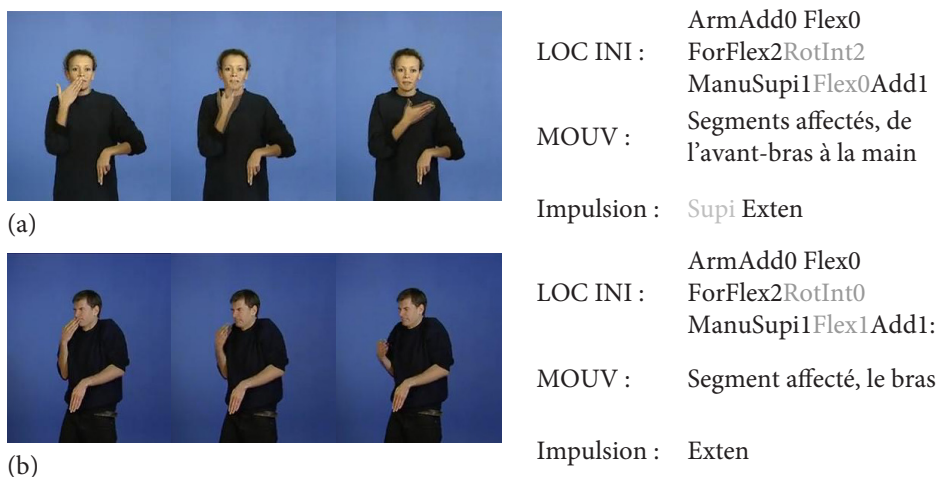 ArmAdd0 Flex0
LOC INI : ForFlex2RotInt2
ManuSupi1Flex0Add1
MOUV : Segments affectés, de
l'avant-bras à la main
Impulsion : Supi Exten
(a)
ArmAdd0 Flex0
LOC INI : ForFlex2RotInt0
ManuSupi1Flex1Add1:
MOUV : Segment affecté, le bras
Impulsion : Exten
(b)